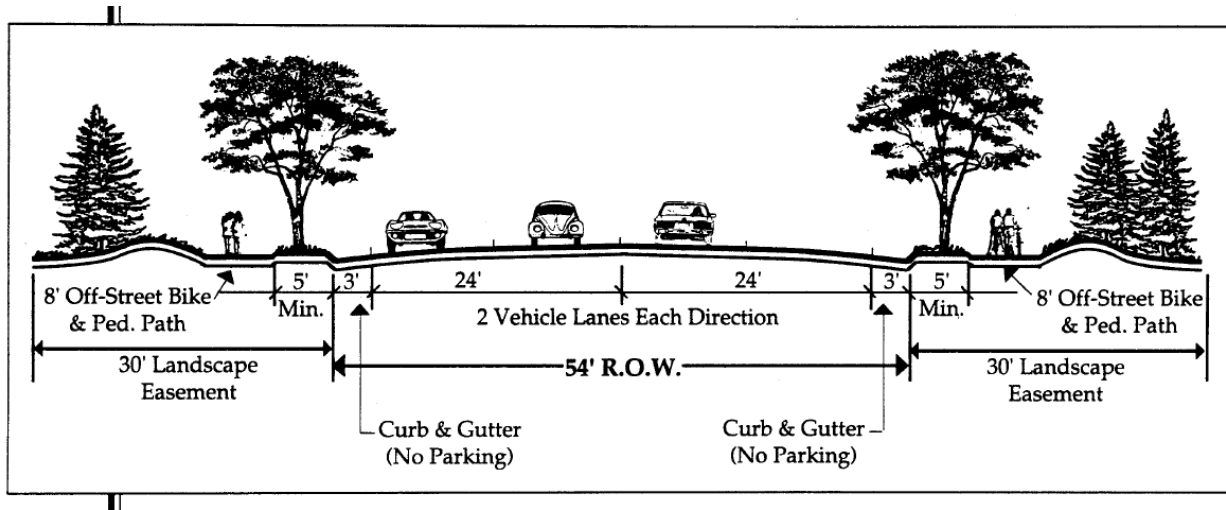 5' 3' 24' 24' 3' 5'
Min. Min.
8' Off-Street Bike
& Ped. Path
2 Vehicle Lanes Each Direction
8' Off-Street Bike
& Ped. Path
30' Landscape
Easement
54' R.O.W.
30' Landscape
Easement
Curb & Gutter
(No Parking)
Curb & Gutter
(No Parking)